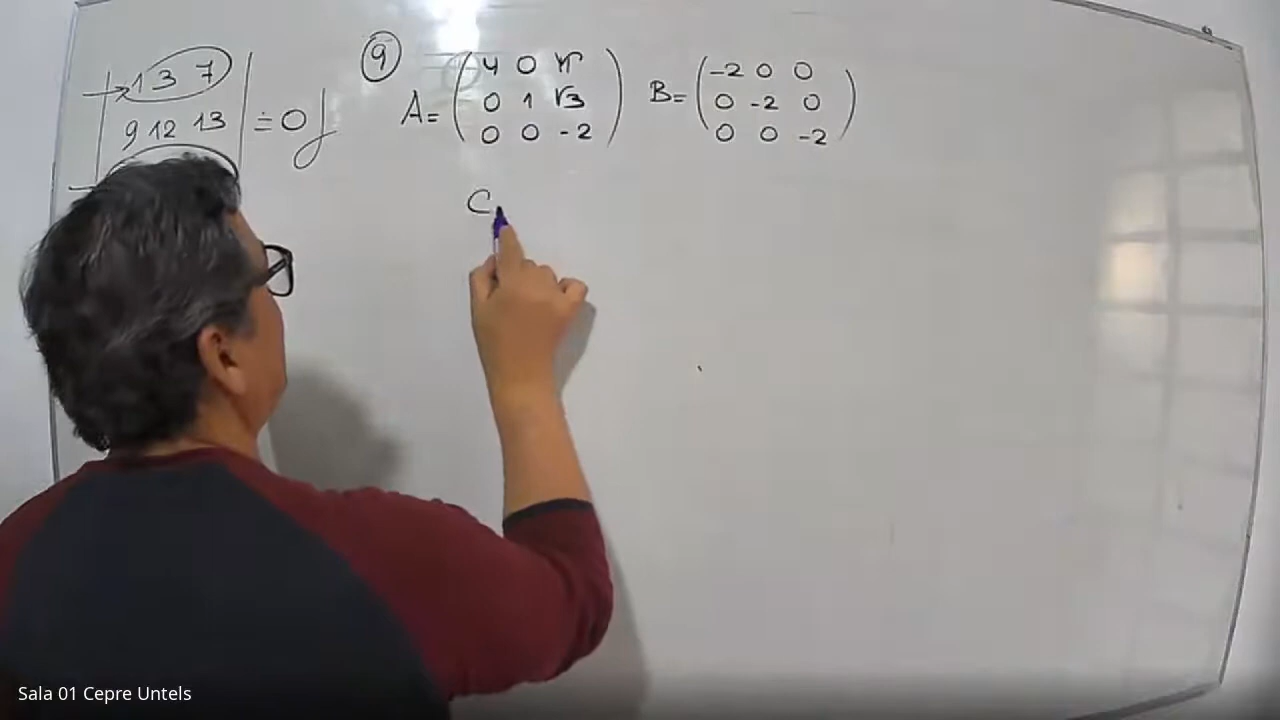 1 3 7
9 12 13
= 0
9
A = ( 4 0 π
0 1 √3
0 0 -2 )
B = ( -2 0 0
0 -2 0
0 0 -2 )
C
Sala 01 Cepre Untels